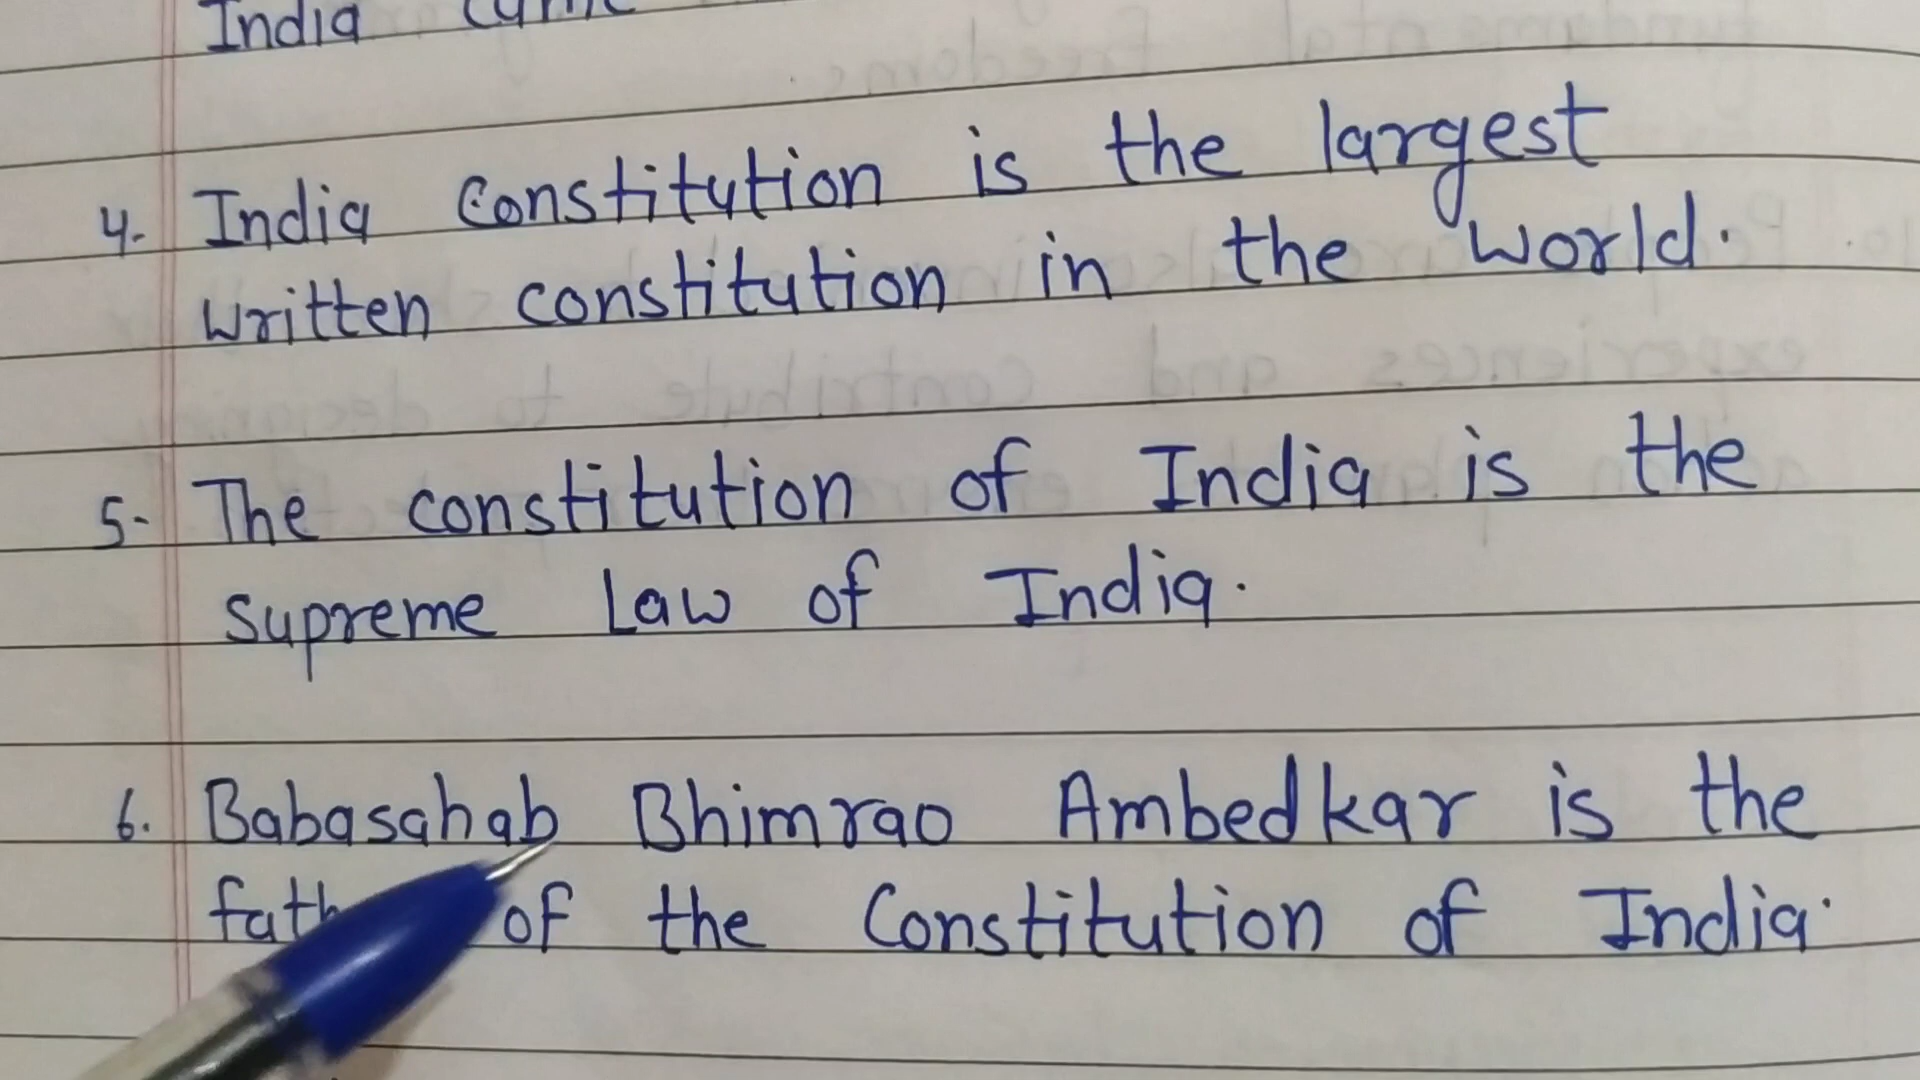 India came
4. India Constitution is the largest
written constitution in the world.
5. The constitution of India is the
supreme Law of India.
6. Babasahab Bhimrao Ambedkar is the
of the Constitution of India.